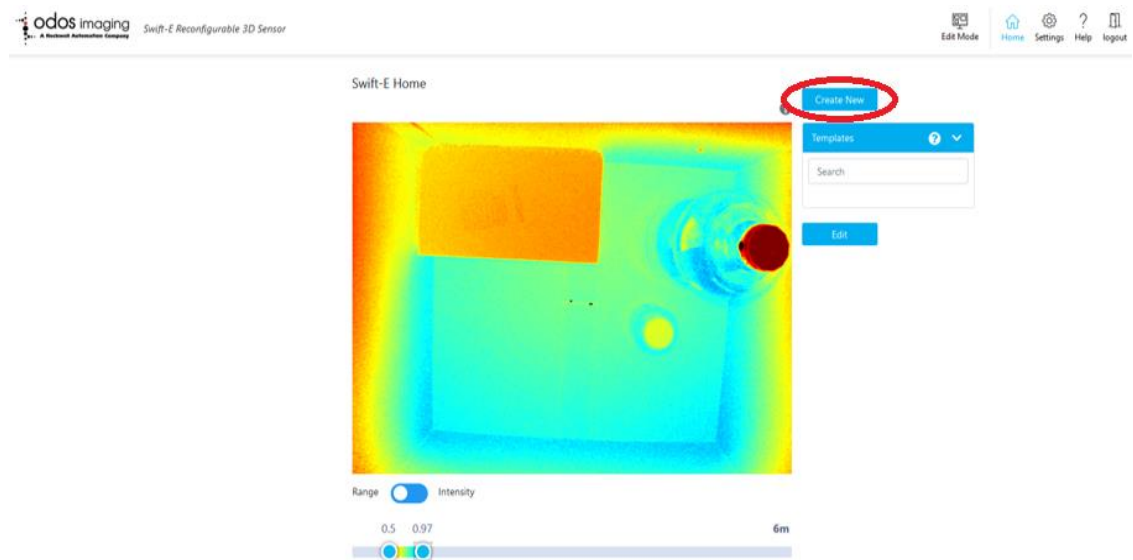 odos imaging
A Rockwell Automation Company
Swift-E Reconfigurable 3D Sensor
Edit Mode
Home
Settings
?
Help
logout
Swift-E Home
Create New
Templates ?
Search
Edit
Range Intensity
0.5 0.97 6m